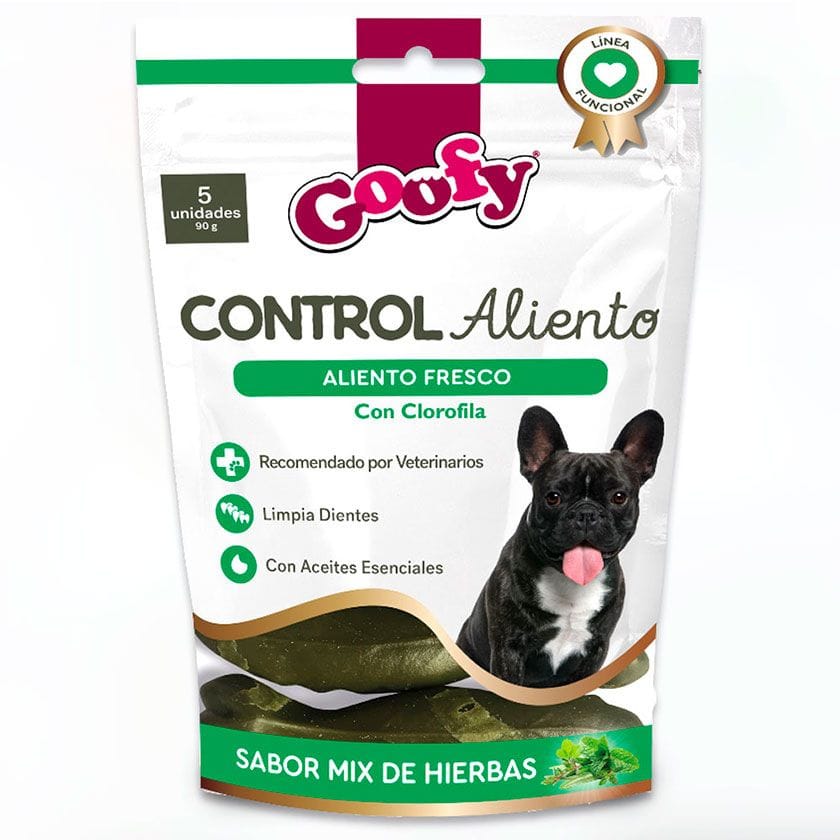 LÍNEA
FUNCIONAL
Goofy®
5
unidades
90 g
CONTROL Aliento
ALIENTO FRESCO
Con Clorofila
Recomendado por Veterinarios
Limpia Dientes
Con Aceites Esenciales
SABOR MIX DE HIERBAS